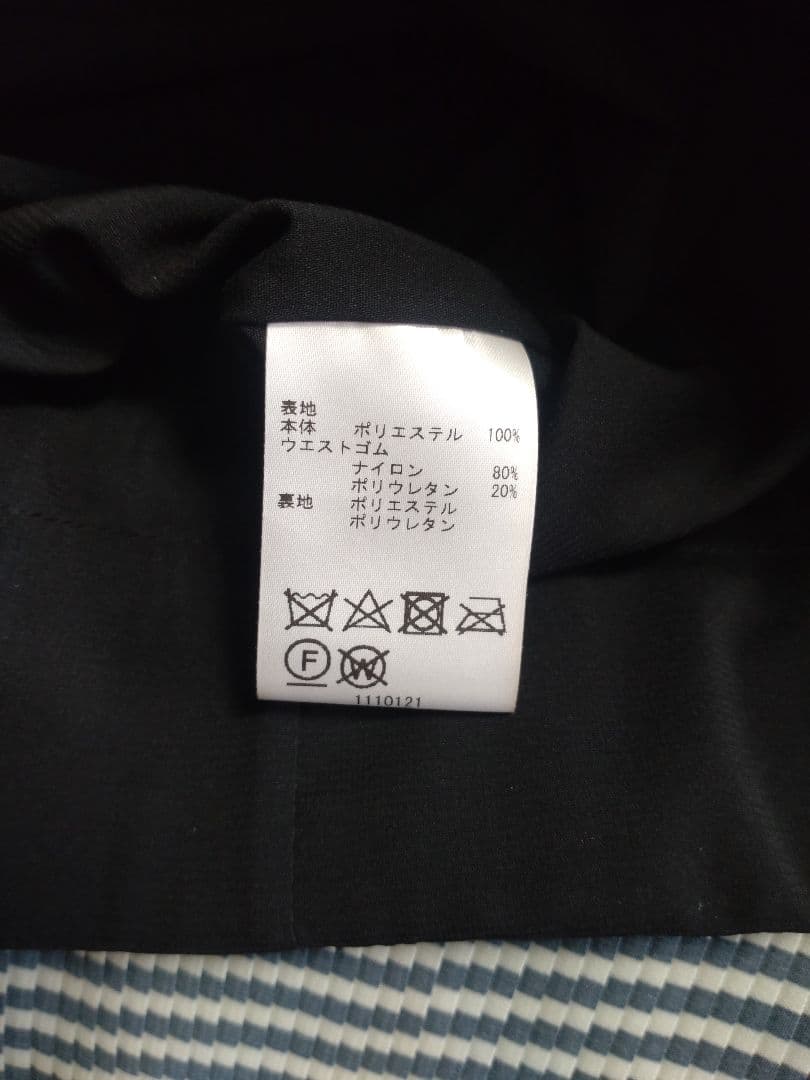 表地
本体 ポリエステル 100%
ウエストゴム
ナイロン 80%
ポリウレタン 20%
裏地 ポリエステル
ポリウレタン
F W
1110121